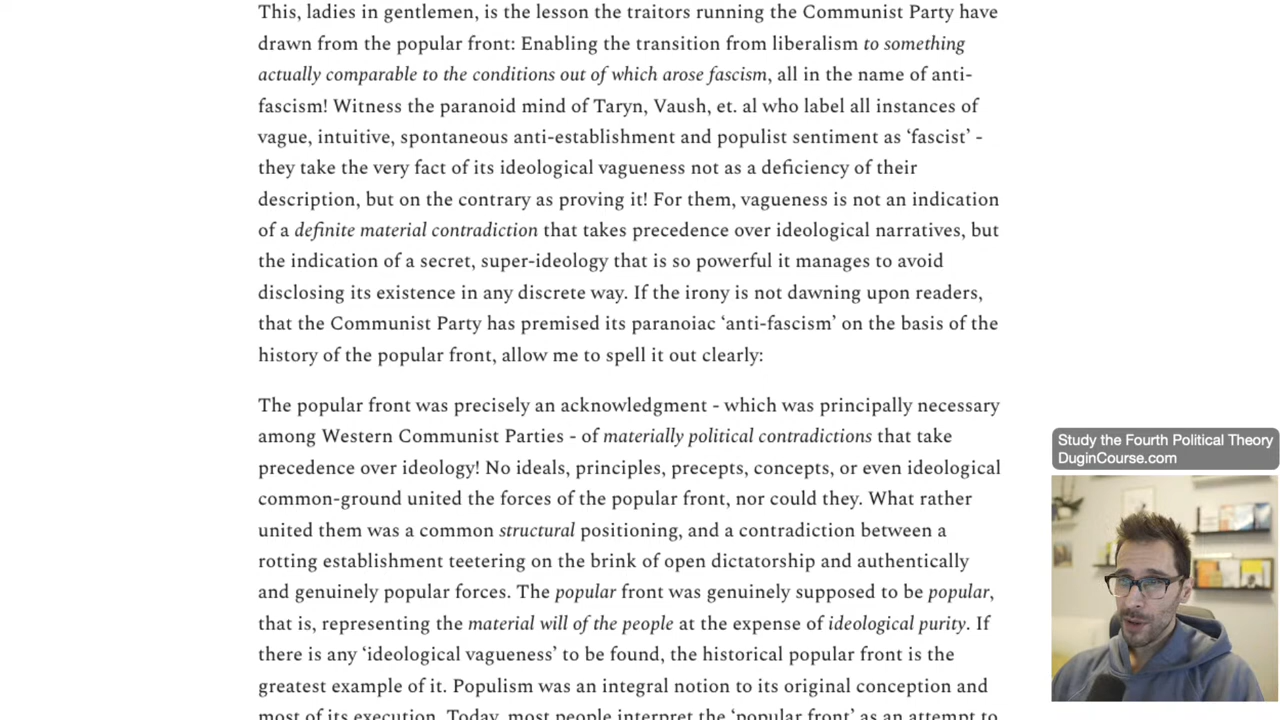 This, ladies in gentlemen, is the lesson the traitors running the Communist Party have
drawn from the popular front: Enabling the transition from liberalism to something
actually comparable to the conditions out of which arose fascism, all in the name of anti-
fascism! Witness the paranoid mind of Taryn, Vaush, et. al who label all instances of
vague, intuitive, spontaneous anti-establishment and populist sentiment as ‘fascist’ -
they take the very fact of its ideological vagueness not as a deficiency of their
description, but on the contrary as proving it! For them, vagueness is not an indication
of a definite material contradiction that takes precedence over ideological narratives, but
the indication of a secret, super-ideology that is so powerful it manages to avoid
disclosing its existence in any discrete way. If the irony is not dawning upon readers,
that the Communist Party has premised its paranoiac ‘anti-fascism’ on the basis of the
history of the popular front, allow me to spell it out clearly:
The popular front was precisely an acknowledgment - which was principally necessary
among Western Communist Parties - of materially political contradictions that take
precedence over ideology! No ideals, principles, precepts, concepts, or even ideological
common-ground united the forces of the popular front, nor could they. What rather
united them was a common structural positioning, and a contradiction between a
rotting establishment teetering on the brink of open dictatorship and authentically
and genuinely popular forces. The popular front was genuinely supposed to be popular,
that is, representing the material will of the people at the expense of ideological purity. If
there is any ‘ideological vagueness’ to be found, the historical popular front is the
greatest example of it. Populism was an integral notion to its original conception and
most of its execution. Today, most people interpret the ‘popular front’ as an attempt to
Study the Fourth Political Theory
DuginCourse.com